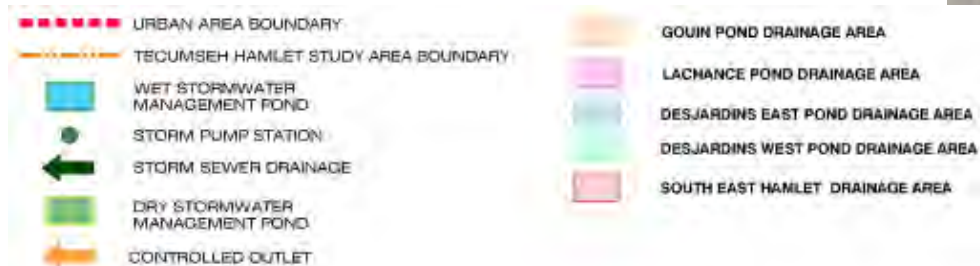 URBAN AREA BOUNDARY
TECUMSEH HAMLET STUDY AREA BOUNDARY
WET STORMWATER
MANAGEMENT POND
STORM PUMP STATION
STORM SEWER DRAINAGE
DRY STORMWATER
MANAGEMENT POND
CONTROLLED OUTLET
GOUIN POND DRAINAGE AREA
LACHANCE POND DRAINAGE AREA
DESJARDINS EAST POND DRAINAGE AREA
DESJARDINS WEST POND DRAINAGE AREA
SOUTH EAST HAMLET DRAINAGE AREA